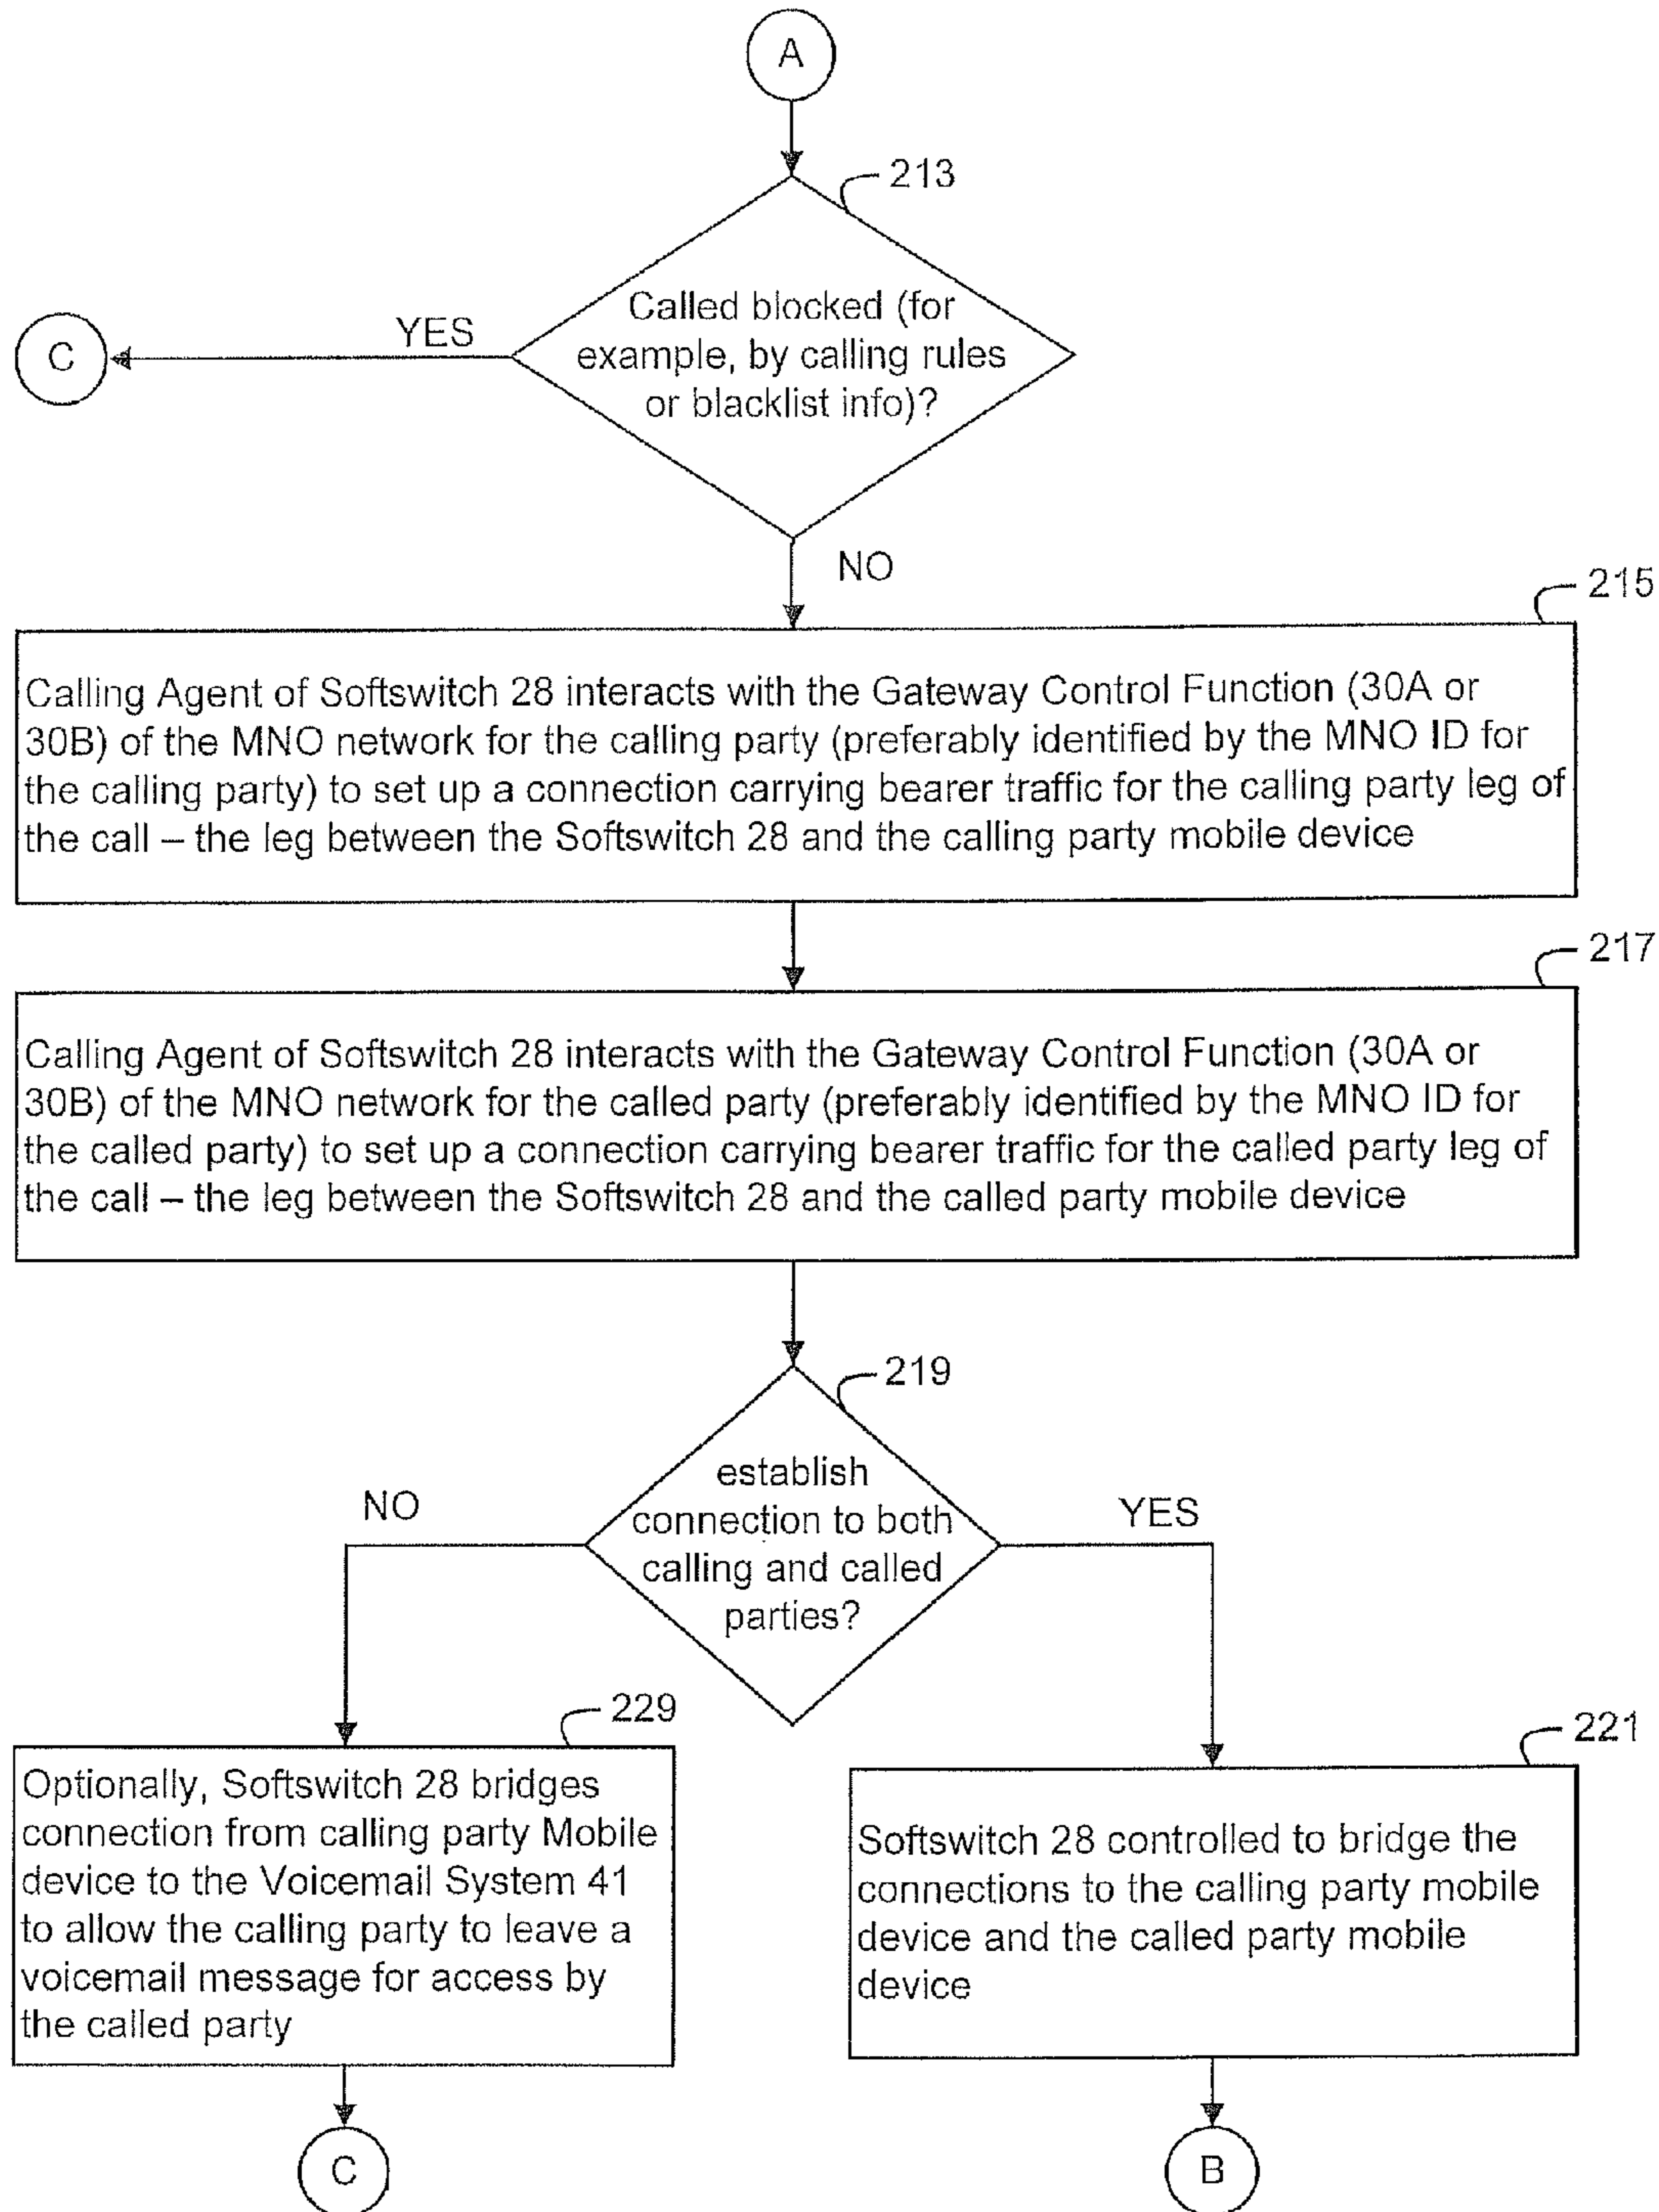 A
213
Called blocked (for
example, by calling rules
or blacklist info)?
YES
C
NO
215
Calling Agent of Softswitch 28 interacts with the Gateway Control Function (30A or
30B) of the MNO network for the calling party (preferably identified by the MNO ID for
the calling party) to set up a connection carrying bearer traffic for the calling party leg of
the call – the leg between the Softswitch 28 and the calling party mobile device
217
Calling Agent of Softswitch 28 interacts with the Gateway Control Function (30A or
30B) of the MNO network for the called party (preferably identified by the MNO ID for
the called party) to set up a connection carrying bearer traffic for the called party leg of
the call – the leg between the Softswitch 28 and the called party mobile device
219
establish
connection to both
calling and called
parties?
NO
YES
229
Optionally, Softswitch 28 bridges
connection from calling party Mobile
device to the Voicemail System 41
to allow the calling party to leave a
voicemail message for access by
the called party
221
Softswitch 28 controlled to bridge the
connections to the calling party mobile
device and the called party mobile
device
C
B